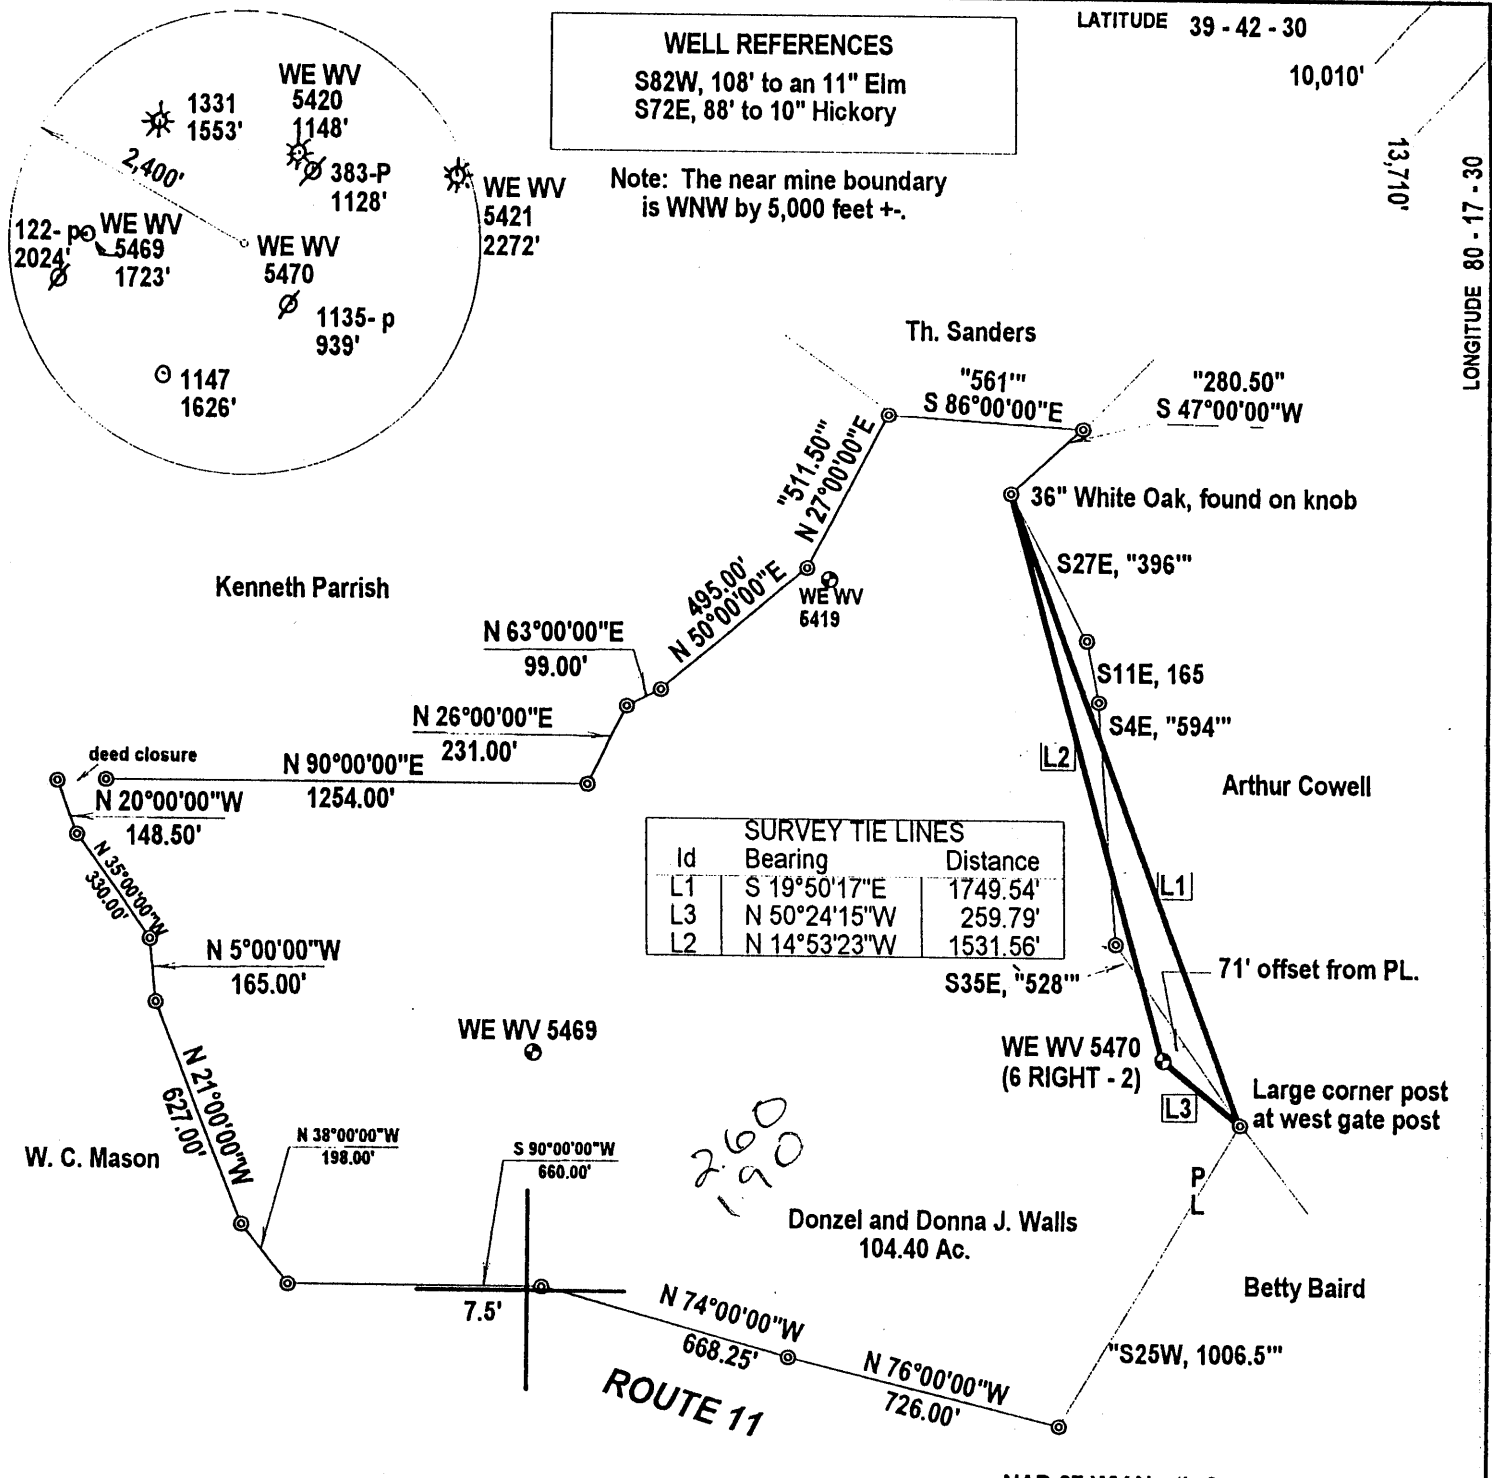 LATITUDE 39 - 42 - 30
10,010'
13,710'
LONGITUDE 80 - 17 - 30
WELL REFERENCES
S82W, 108' to an 11" Elm
S72E, 88' to 10" Hickory
Note: The near mine boundary
is WNW by 5,000 feet +-.
1331
1553'
WE WV
5420
1148'
383-P
1128'
2,400'
WE WV
5421
2272'
122- p
2024'
WE WV
5469
1723'
WE WV
5470
1135- p
939'
1147
1626'
Th. Sanders
"561'"
S 86°00'00"E
"280.50"
S 47°00'00"W
"511.50'"
N 27°00'00"E
36" White Oak, found on knob
S27E, "396'"
Kenneth Parrish
495.00'
N 50°00'00"E
WE WV
5419
N 63°00'00"E
99.00'
S11E, 165
S4E, "594'"
N 26°00'00"E
231.00'
L2
deed closure
N 90°00'00"E
1254.00'
Arthur Cowell
N 20°00'00"W
148.50'
N 35°00'00"W
330.00'
SURVEY TIE LINES
Id Bearing Distance
L1 S 19°50'17"E 1749.54'
L3 N 50°24'15"W 259.79'
L2 N 14°53'23"W 1531.56'
L1
N 5°00'00"W
165.00'
S35E, "528'"
71' offset from PL.
WE WV 5469
WE WV 5470
(6 RIGHT - 2)
L3
Large corner post
at west gate post
N 21°00'00"W
627.00'
W. C. Mason
N 38°00'00"W
198.00'
S 90°00'00"W
660.00'
2.60
1.90
P
L
Donzel and Donna J. Walls
104.40 Ac.
Betty Baird
7.5'
N 74°00'00"W
668.25'
N 76°00'00"W
726.00'
"S25W, 1006.5'"
ROUTE 11